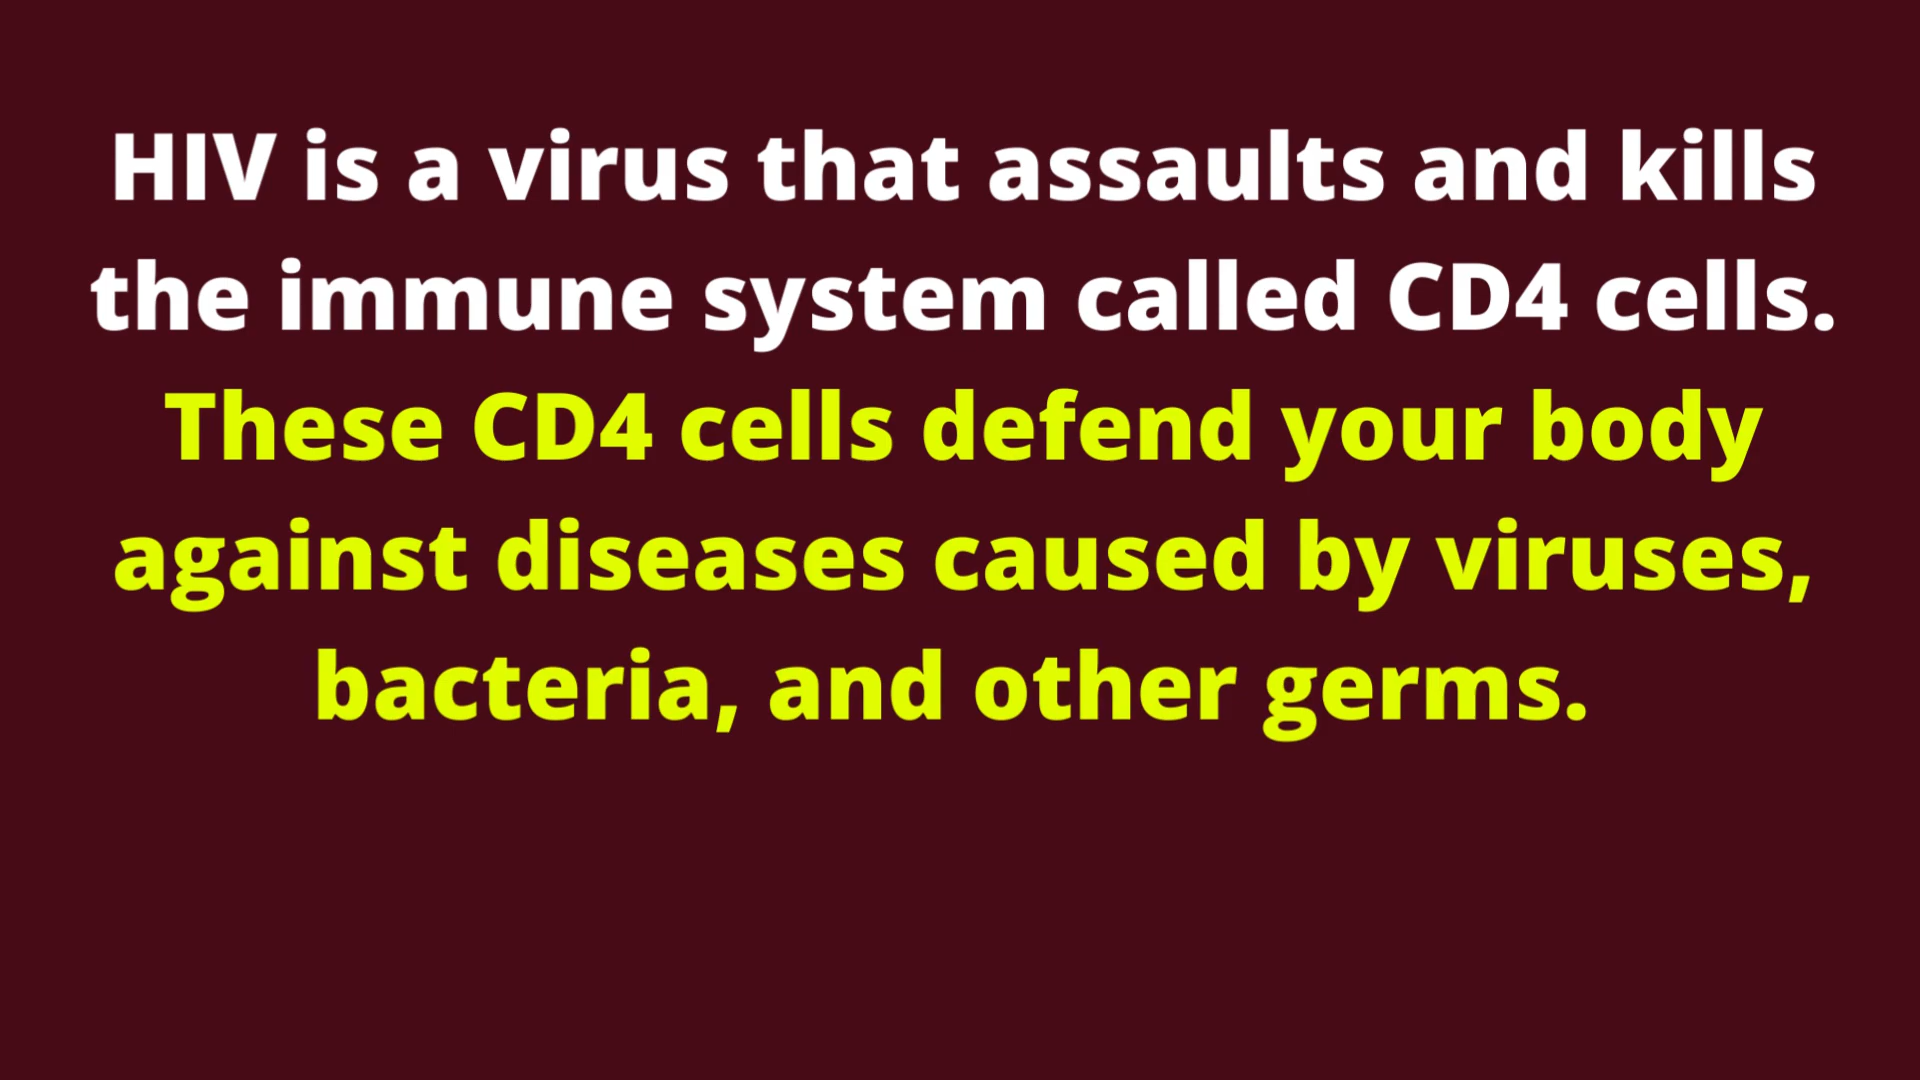 HIV is a virus that assaults and kills
the immune system called CD4 cells.
These CD4 cells defend your body
against diseases caused by viruses,
bacteria, and other germs.